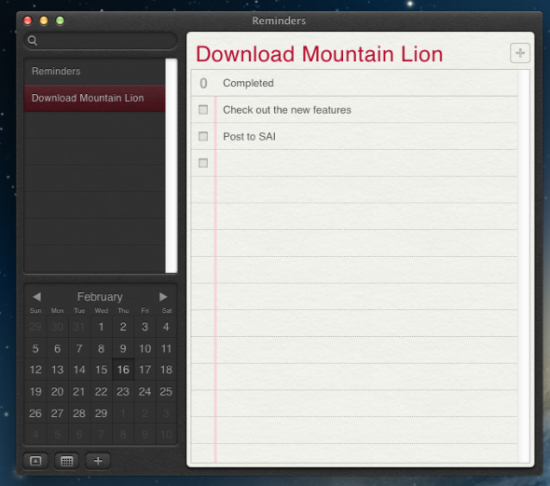 Reminders
Reminders
Download Mountain Lion
February
Sun Mon Tue Wed Thu Fri Sat
29 30 31 1 2 3 4
5 6 7 8 9 10 11
12 13 14 15 16 17 18
19 20 21 22 23 24 25
26 27 28 29 1 2 3
4 5 6 7 8 9 10
Download Mountain Lion
0 Completed
Check out the new features
Post to SAI